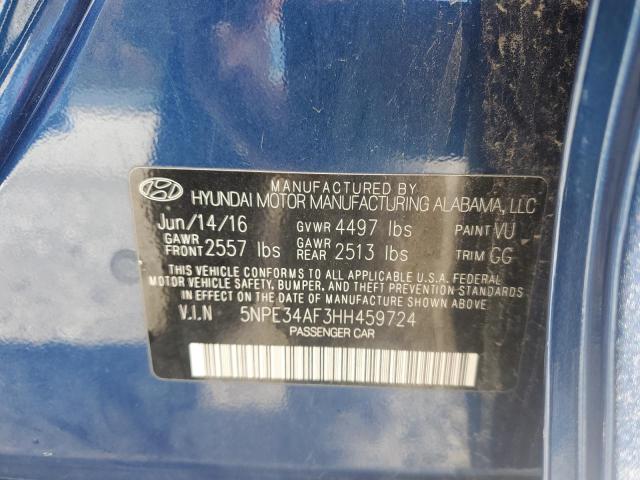 MANUFACTURED BY
HYUNDAI MOTOR MANUFACTURING ALABAMA, LLC
Jun/14/16 GVWR 4497 lbs PAINT VU
GAWR FRONT 2557 lbs GAWR REAR 2513 lbs TRIM GG
THIS VEHICLE CONFORMS TO ALL APPLICABLE U.S.A. FEDERAL
MOTOR VEHICLE SAFETY, BUMPER, AND THEFT PREVENTION STANDARDS
IN EFFECT ON THE DATE OF MANUFACTURE SHOWN ABOVE.
V.I.N 5NPE34AF3HH459724
PASSENGER CAR